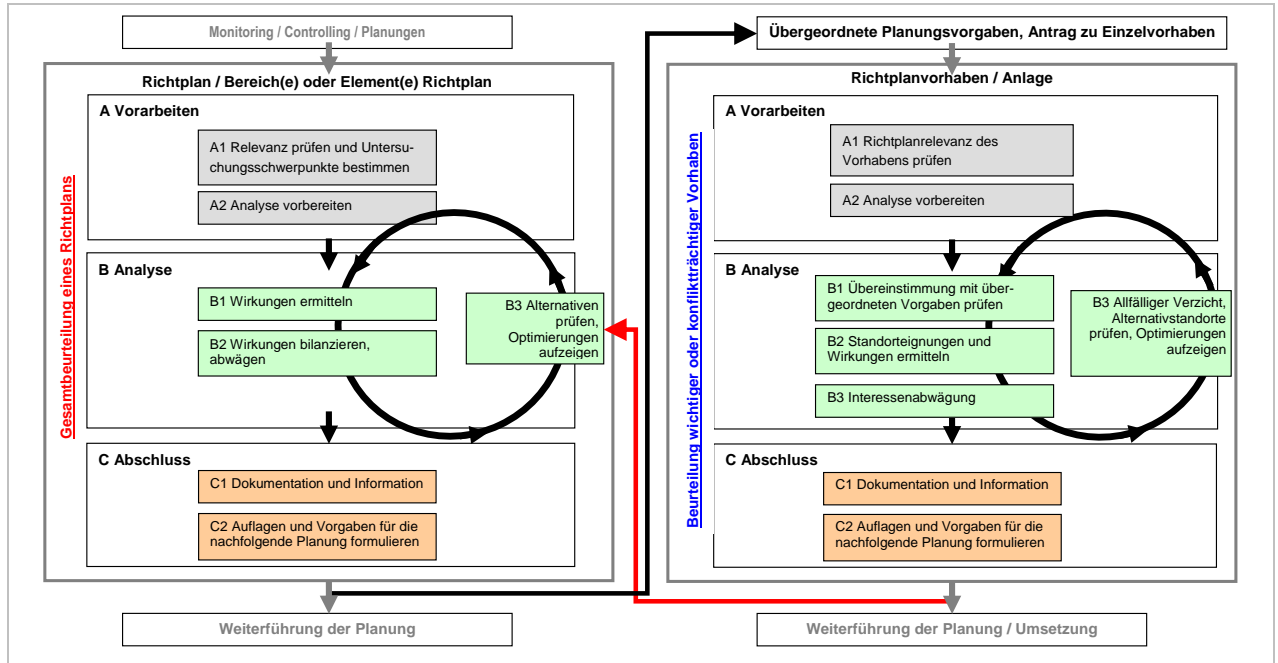 Monitoring / Controlling / Planungen
Richtplan / Bereich(e) oder Element(e) Richtplan
Gesamtbeurteilung eines Richtplans
A Vorarbeiten
A1 Relevanz prüfen und Untersu-
chungsschwerpunkte bestimmen
A2 Analyse vorbereiten
B Analyse
B1 Wirkungen ermitteln
B2 Wirkungen bilanzieren,
abwägen
B3 Alternativen
prüfen,
Optimierungen
aufzeigen
C Abschluss
C1 Dokumentation und Information
C2 Auflagen und Vorgaben für die
nachfolgende Planung formulieren
Weiterführung der Planung
Übergeordnete Planungsvorgaben, Antrag zu Einzelvorhaben
Richtplanvorhaben / Anlage
Beurteilung wichtiger oder konfliktträchtiger Vorhaben
A Vorarbeiten
A1 Richtplanrelevanz des
Vorhabens prüfen
A2 Analyse vorbereiten
B Analyse
B1 Übereinstimmung mit über-
geordneten Vorgaben prüfen
B2 Standorteignungen und
Wirkungen ermitteln
B3 Interessenabwägung
B3 Allfälliger Verzicht,
Alternativstandorte
prüfen, Optimierungen
aufzeigen
C Abschluss
C1 Dokumentation und Information
C2 Auflagen und Vorgaben für die
nachfolgende Planung formulieren
Weiterführung der Planung / Umsetzung